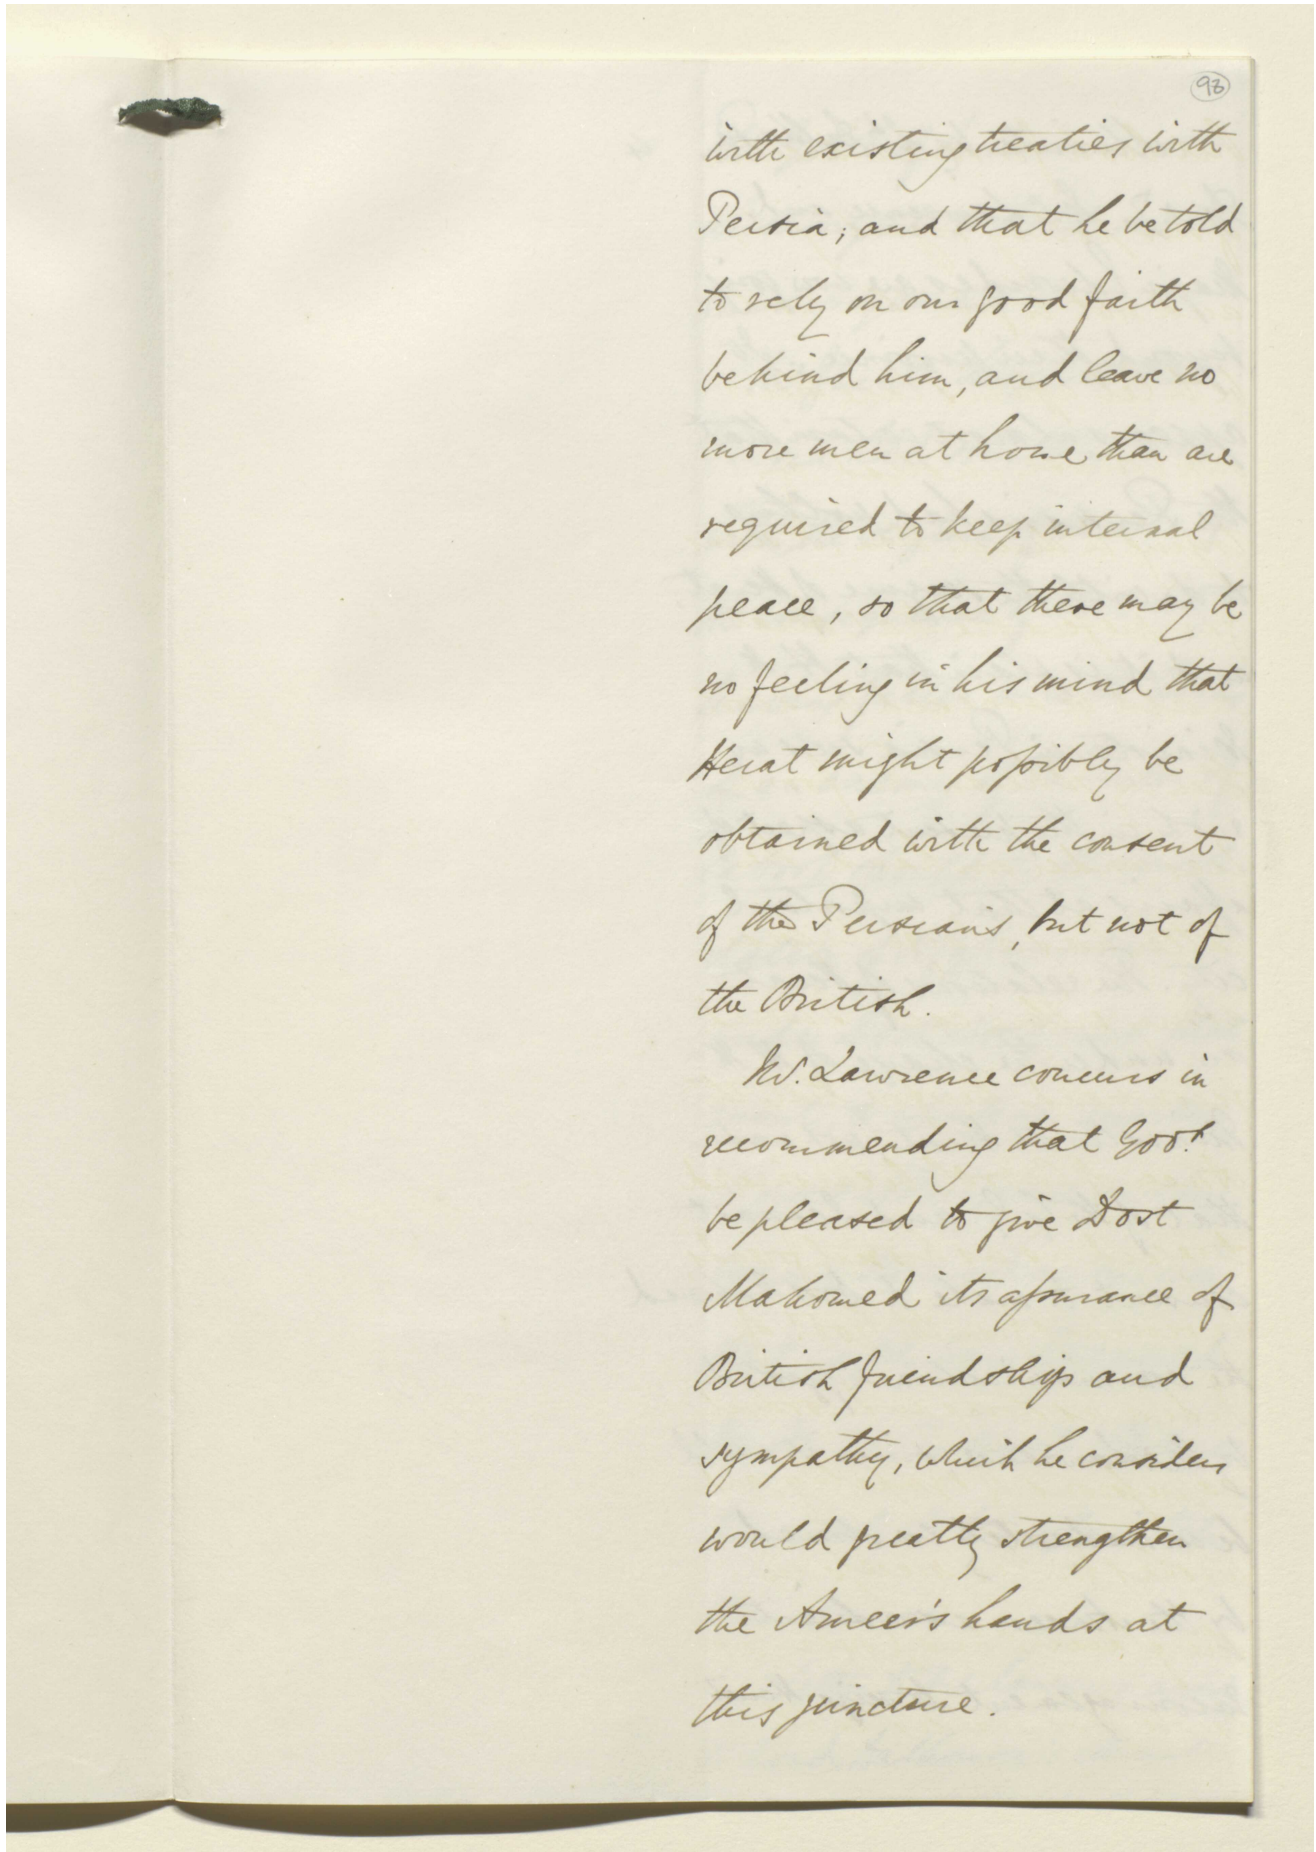 98
with existing treaties with
Persia; and that he be told
to rely on our good faith
behind him, and leave no
more men at home than are
required to keep internal
peace, so that there may be
no feeling in his mind that
Herat might possibly be
obtained with the consent
of the Persians, but not of
the British.
Mr. Lawrence concurs in
recommending that Govt.
be pleased to give Dost
Mahomed its assurance of
British friendship and
sympathy, which he considers
would greatly strengthen
the Ameer's hands at
this juncture.